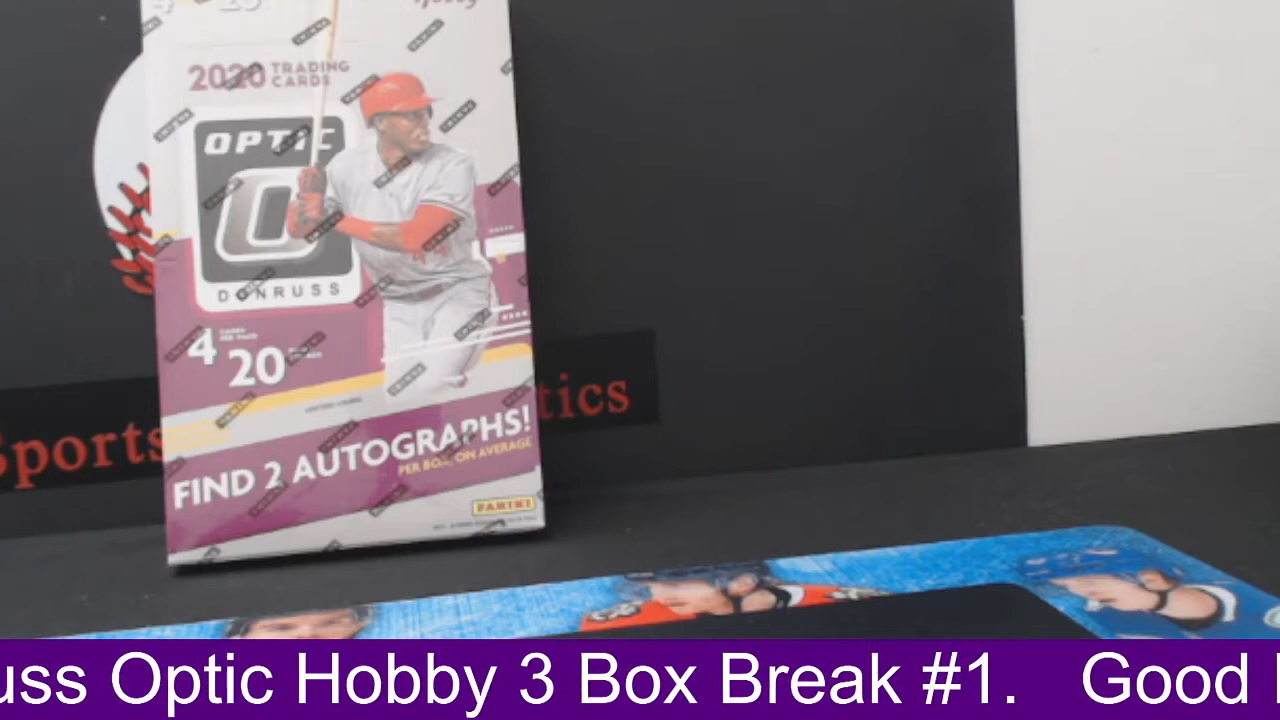 2020 TRADING
CARDS
OPTIC
DONRUSS
4
20
FIND 2 AUTOGRAPHS!
PER BOX, ON AVERAGE
PANINI
Sports
tics
uss Optic Hobby 3 Box Break #1. Good